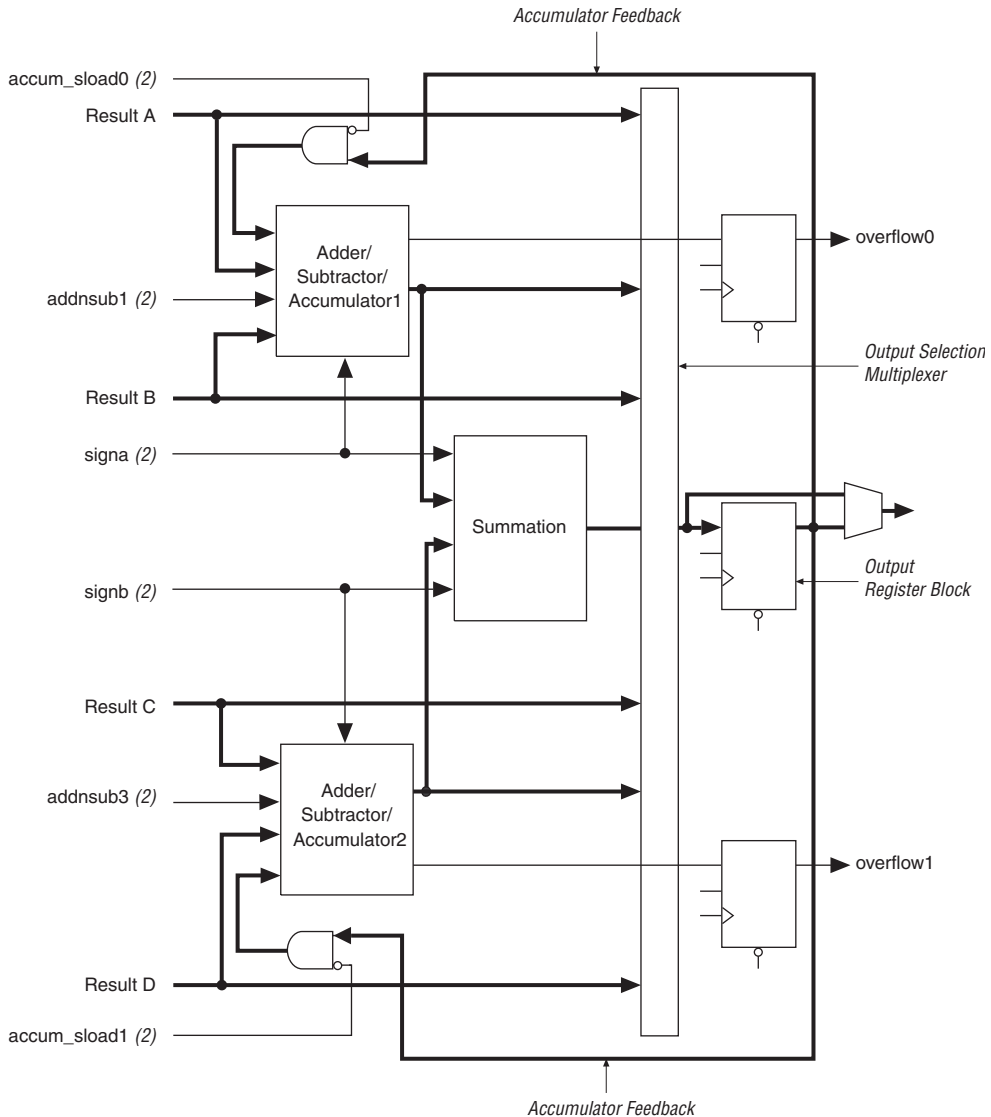 Accumulator Feedback
accum_sload0 (2)
Result A
overflow0
Adder/
Subtractor/
Accumulator1
addnsub1 (2)
Output Selection
Multiplexer
Result B
signa (2)
Summation
Output
Register Block
signb (2)
Result C
Adder/
Subtractor/
Accumulator2
addnsub3 (2)
overflow1
Result D
accum_sload1 (2)
Accumulator Feedback